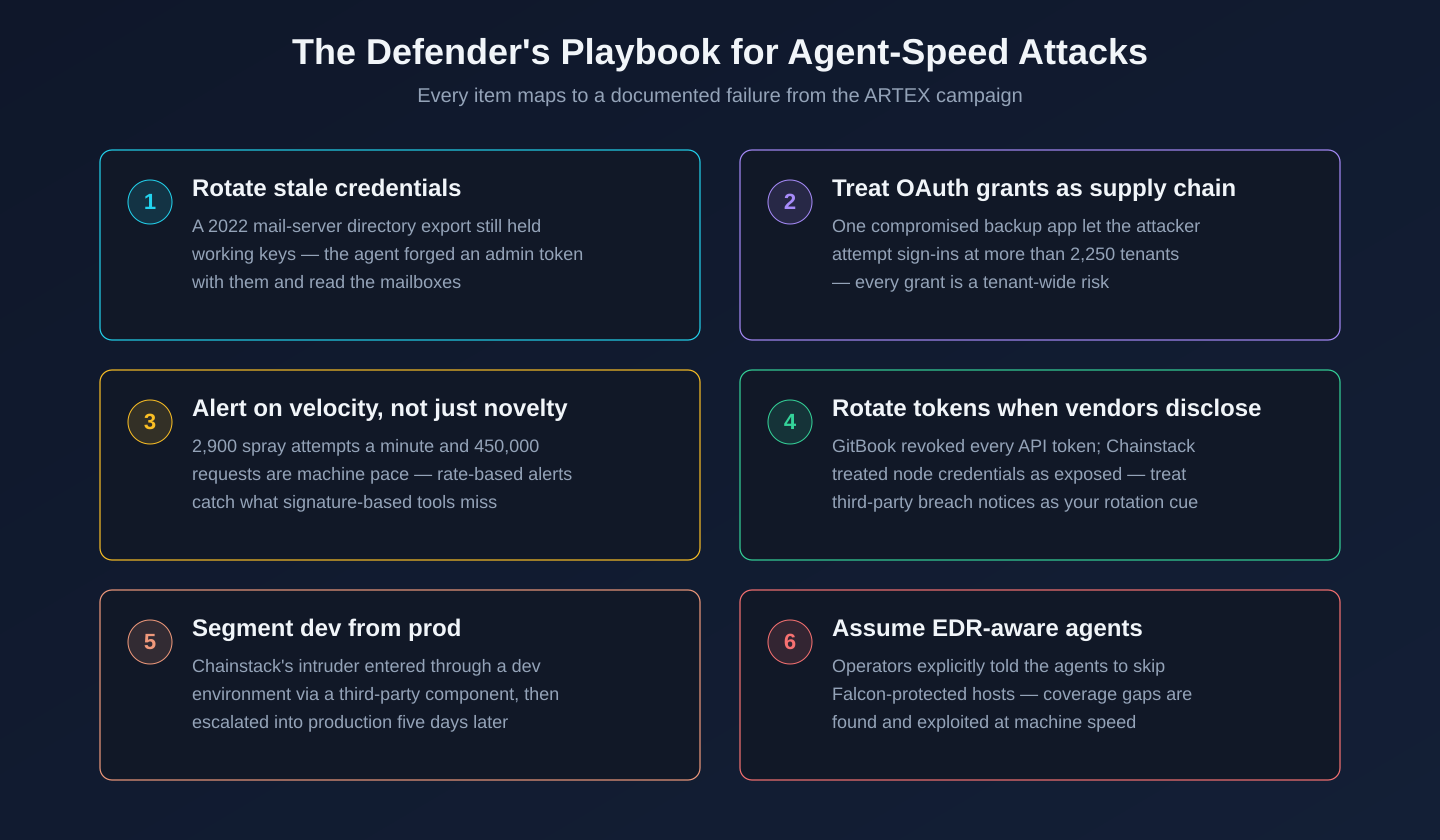 The Defender's Playbook for Agent-Speed Attacks
Every item maps to a documented failure from the ARTEX campaign
1
Rotate stale credentials
A 2022 mail-server directory export still held
working keys — the agent forged an admin token
with them and read the mailboxes
2
Treat OAuth grants as supply chain
One compromised backup app let the attacker
attempt sign-ins at more than 2,250 tenants
— every grant is a tenant-wide risk
3
Alert on velocity, not just novelty
2,900 spray attempts a minute and 450,000
requests are machine pace — rate-based alerts
catch what signature-based tools miss
4
Rotate tokens when vendors disclose
GitBook revoked every API token; Chainstack
treated node credentials as exposed — treat
third-party breach notices as your rotation cue
5
Segment dev from prod
Chainstack's intruder entered through a dev
environment via a third-party component, then
escalated into production five days later
6
Assume EDR-aware agents
Operators explicitly told the agents to skip
Falcon-protected hosts — coverage gaps are
found and exploited at machine speed